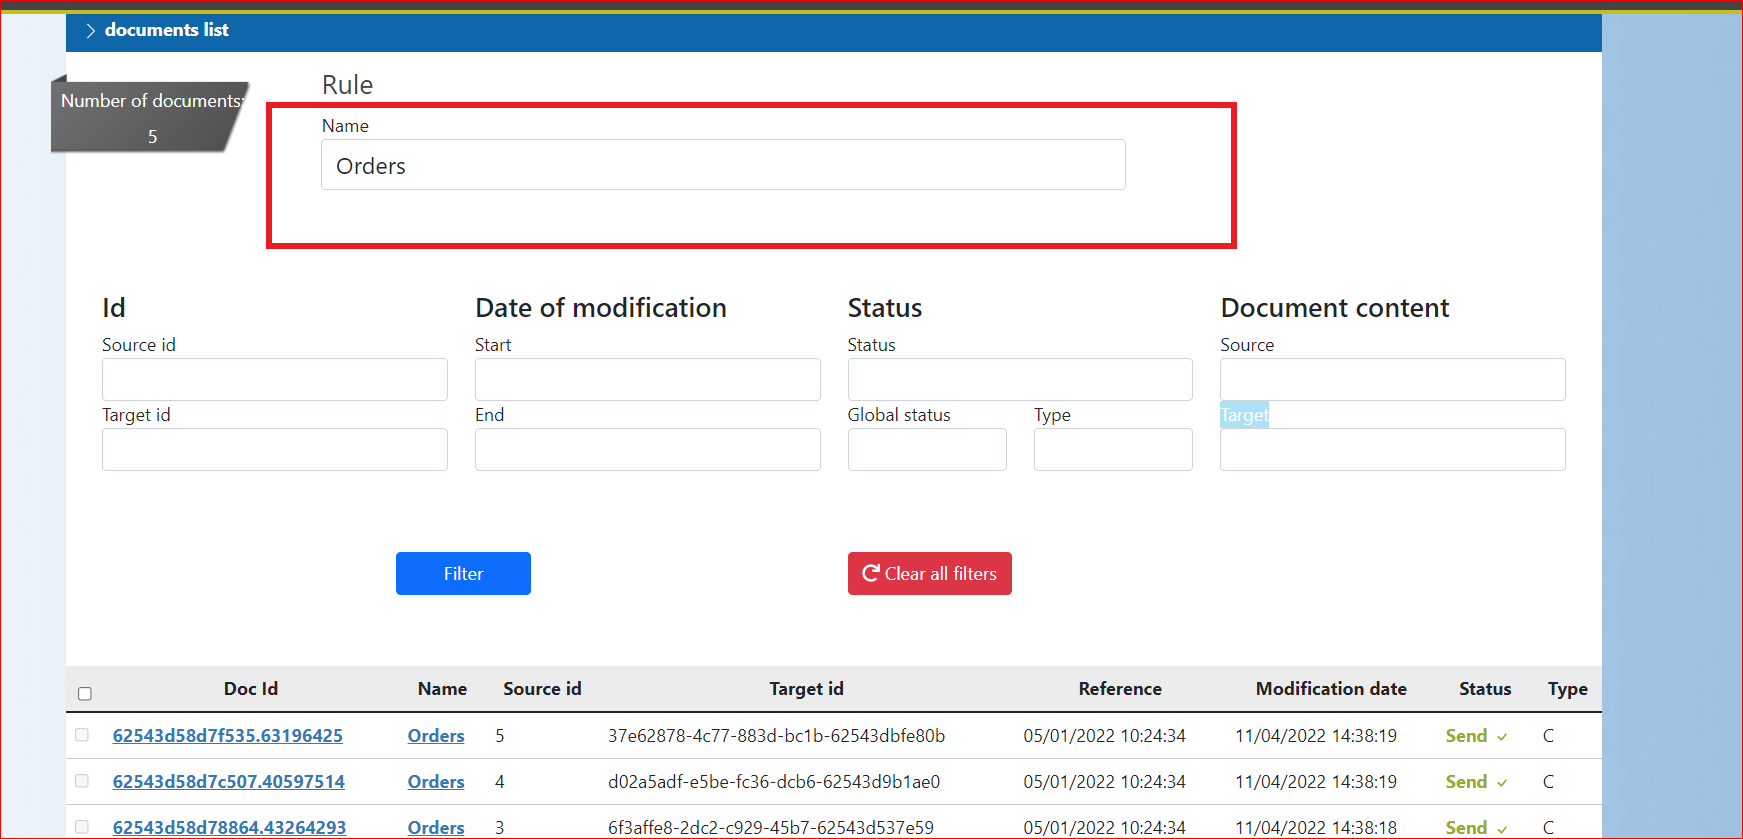 documents list
Number of documents:
5
Rule
Name
Orders
Id Date of modification Status Document content
Source id Start Status Source
Target id End Global status Type Target
Filter Clear all filters
Doc Id Name Source id Target id Reference Modification date Status Type
62543d58d7f535.63196425 Orders 5 37e62878-4c77-883d-bc1b-62543dbfe80b 05/01/2022 10:24:34 11/04/2022 14:38:19 Send C
62543d58d7c507.40597514 Orders 4 d02a5adf-e5be-fc36-dcb6-62543d9b1ae0 05/01/2022 10:24:34 11/04/2022 14:38:19 Send C
62543d58d78864.43264293 Orders 3 6f3affe8-2dc2-c929-45b7-62543d537e59 05/01/2022 10:24:34 11/04/2022 14:38:18 Send C